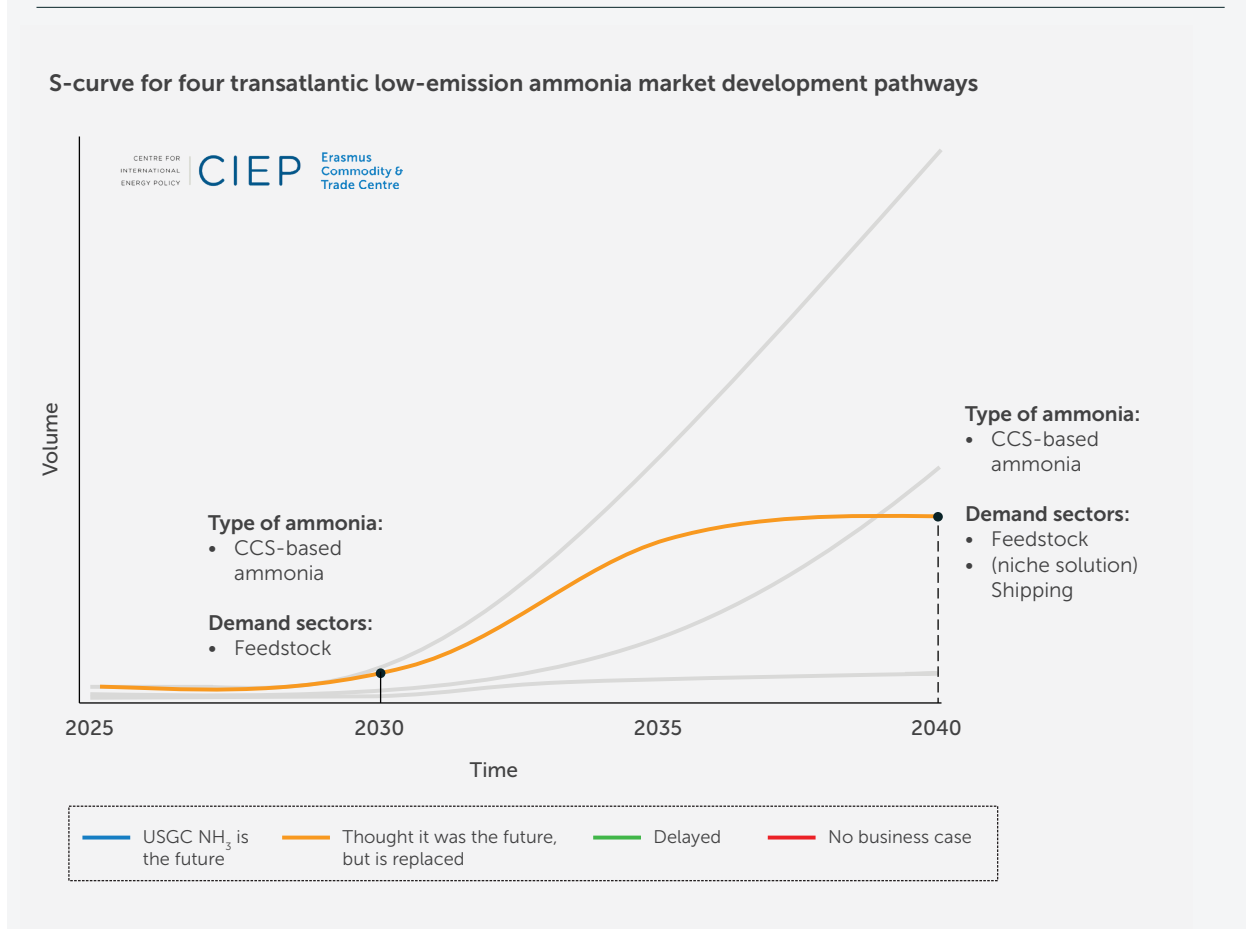 S-curve for four transatlantic low-emission ammonia market development pathways
CENTRE FOR
INTERNATIONAL
ENERGY POLICY
CIEP
Erasmus
Commodity &
Trade Centre
Volume
Type of ammonia:
• CCS-based
ammonia
Demand sectors:
• Feedstock
Type of ammonia:
• CCS-based
ammonia
Demand sectors:
• Feedstock
• (niche solution)
Shipping
2025 2030 2035 2040
Time
USGC NH₃ is
the future
Thought it was the future,
but is replaced
Delayed
No business case